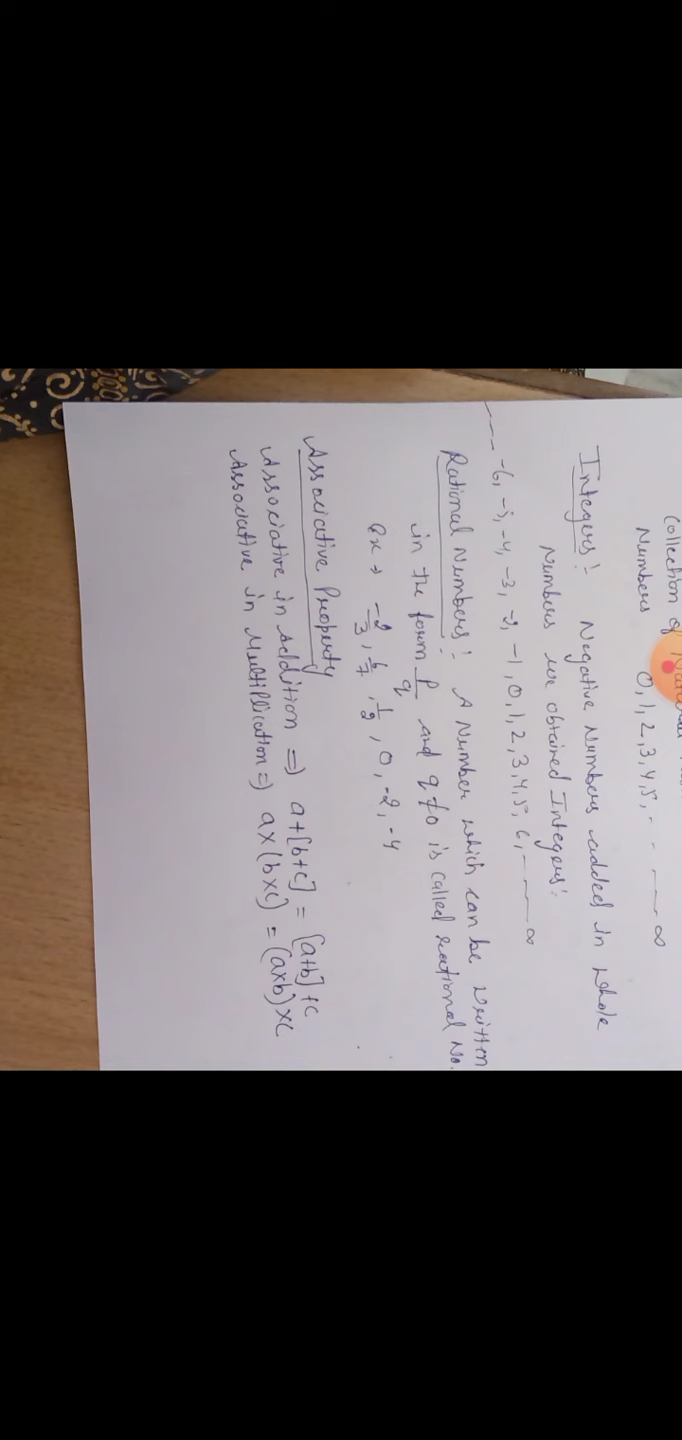 Collection of Natural
Numbers 0, 1, 2, 3, 4, 5, - - - — ∞
Integers:- Negative Numbers added in whole
Numbers we obtained Integers:-
--- -6, -5, -4, -3, -2, -1, 0, 1, 2, 3, 4, 5, 6, - — — ∞
Rational Numbers:- A Number which can be written
in the form p/q and q≠0 is called rational No.
ex → -2/3, 6/7, 1/2, 0, -2, -4
Associative Property
Associative in Addition => a+[b+c] = [a+b]+c
Associative in Multiplication => a×(b×c) = (a×b)×c